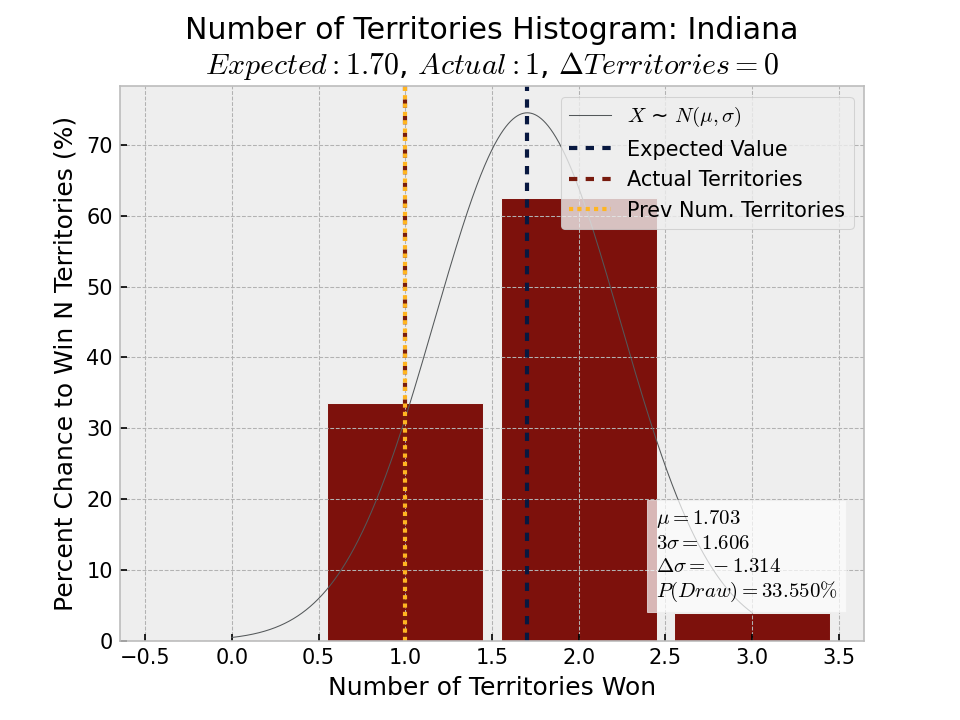 Number of Territories Histogram: Indiana
Expected : 1.70, Actual : 1, ΔTerritories = 0
Percent Chance to Win N Territories (%)
70
60
50
40
30
20
10
0
X ~ N(μ, σ)
Expected Value
Actual Territories
Prev Num. Territories
μ = 1.703
3σ = 1.606
Δσ = − 1.314
P(Draw) = 33.550%
−0.5 0.0 0.5 1.0 1.5 2.0 2.5 3.0 3.5
Number of Territories Won